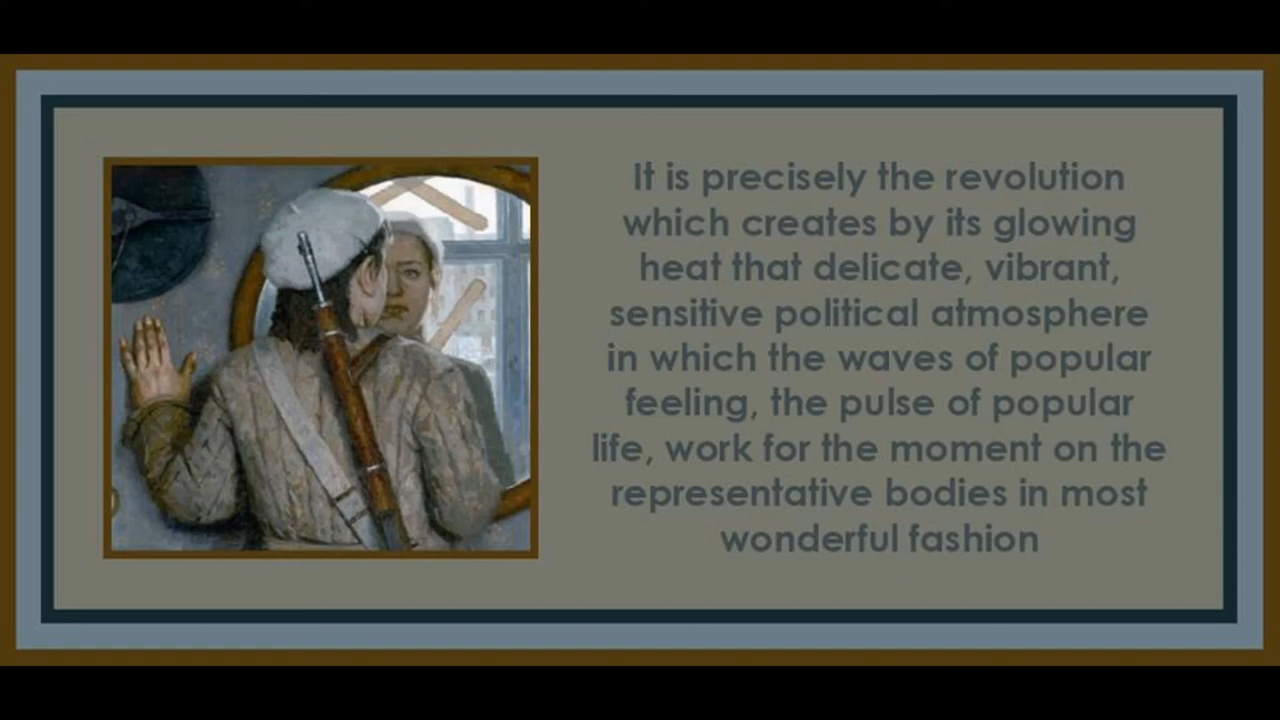 It is precisely the revolution
which creates by its glowing
heat that delicate, vibrant,
sensitive political atmosphere
in which the waves of popular
feeling, the pulse of popular
life, work for the moment on the
representative bodies in most
wonderful fashion